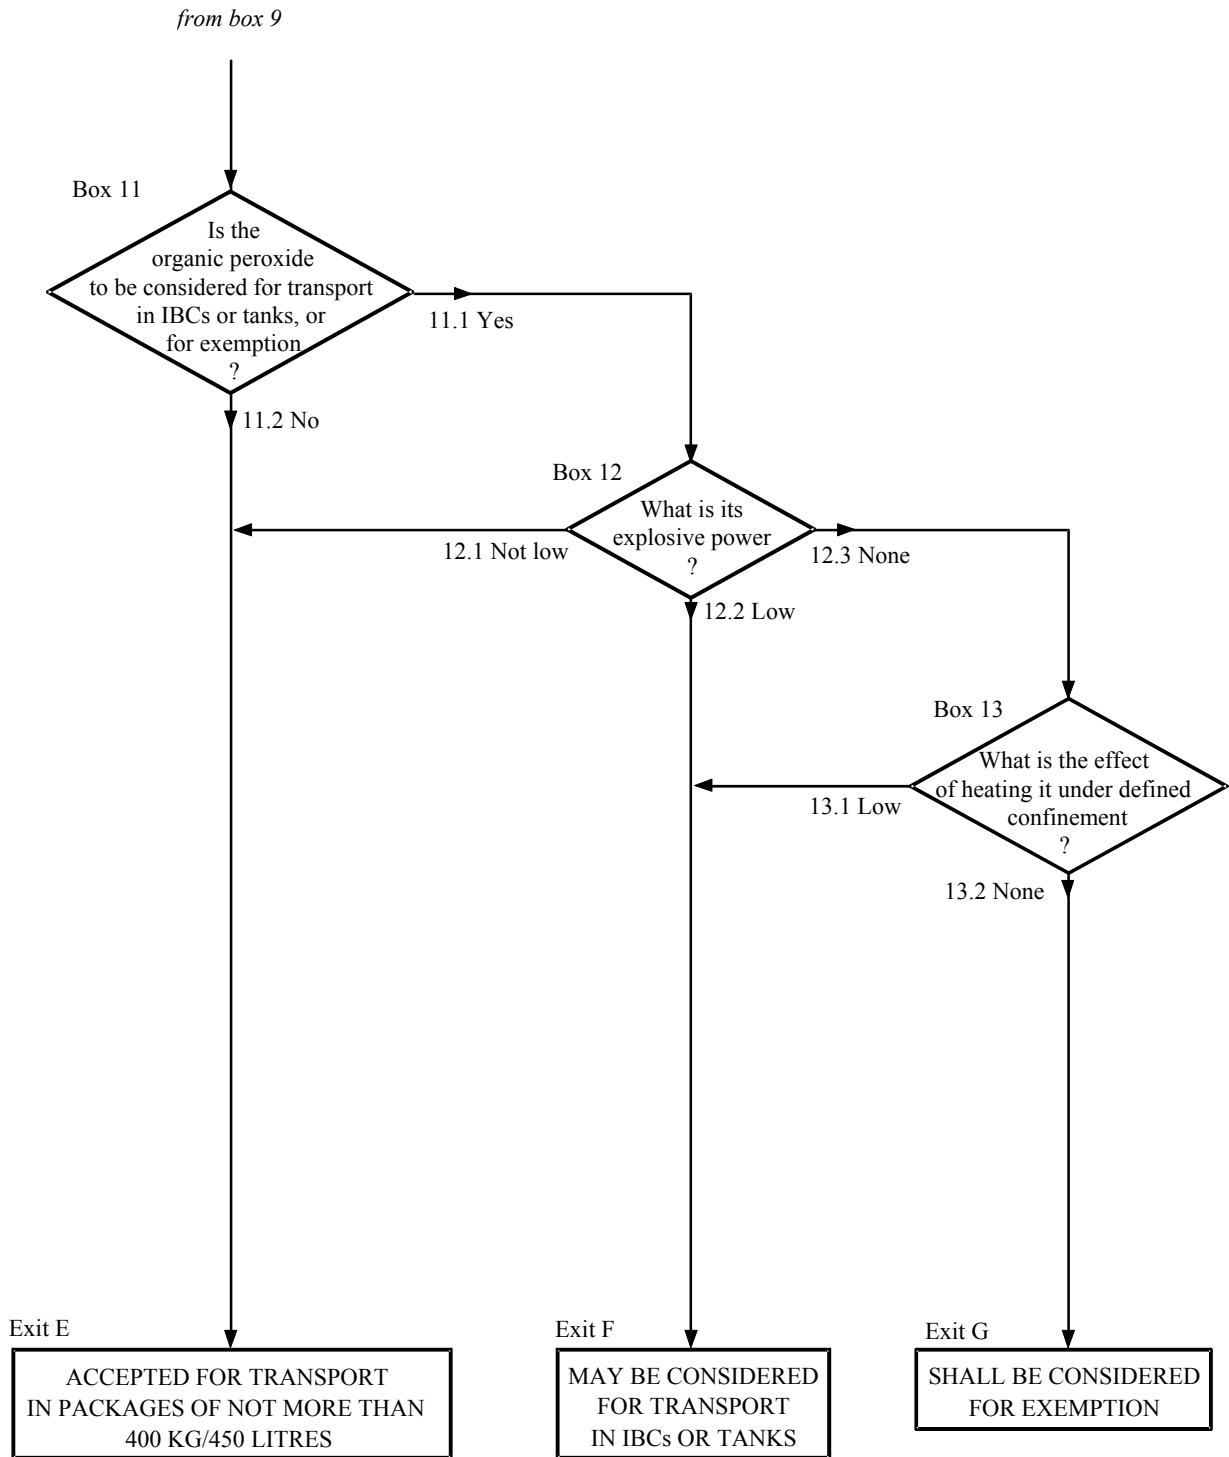 from box 9
Box 11
Is the
organic peroxide
to be considered for transport
in IBCs or tanks, or
for exemption
?
11.1 Yes
11.2 No
Box 12
What is its
explosive power
?
12.1 Not low
12.3 None
12.2 Low
Box 13
What is the effect
of heating it under defined
confinement
?
13.1 Low
13.2 None
Exit E
ACCEPTED FOR TRANSPORT
IN PACKAGES OF NOT MORE THAN
400 KG/450 LITRES
Exit F
MAY BE CONSIDERED
FOR TRANSPORT
IN IBCs OR TANKS
Exit G
SHALL BE CONSIDERED
FOR EXEMPTION